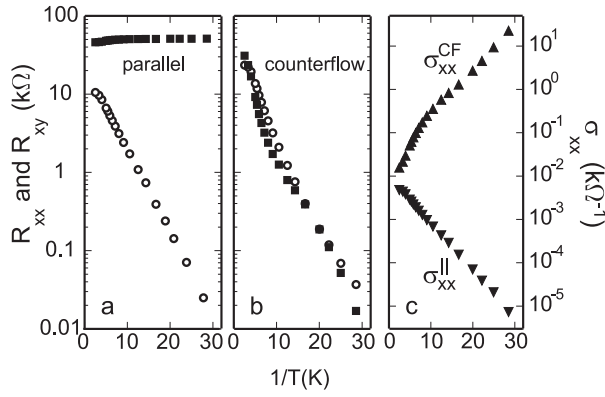 R_xx and R_xy (kΩ)
100
10
1
0.1
0.01
parallel
a
0
10
20
30
counterflow
b
0
10
20
30
1/T(K)
σ_xx^CF
σ_xx^||
c
0
10
20
30
10^1
10^0
10^-1
10^-2
10^-3
10^-4
10^-5
σ_xx (kΩ^-1)